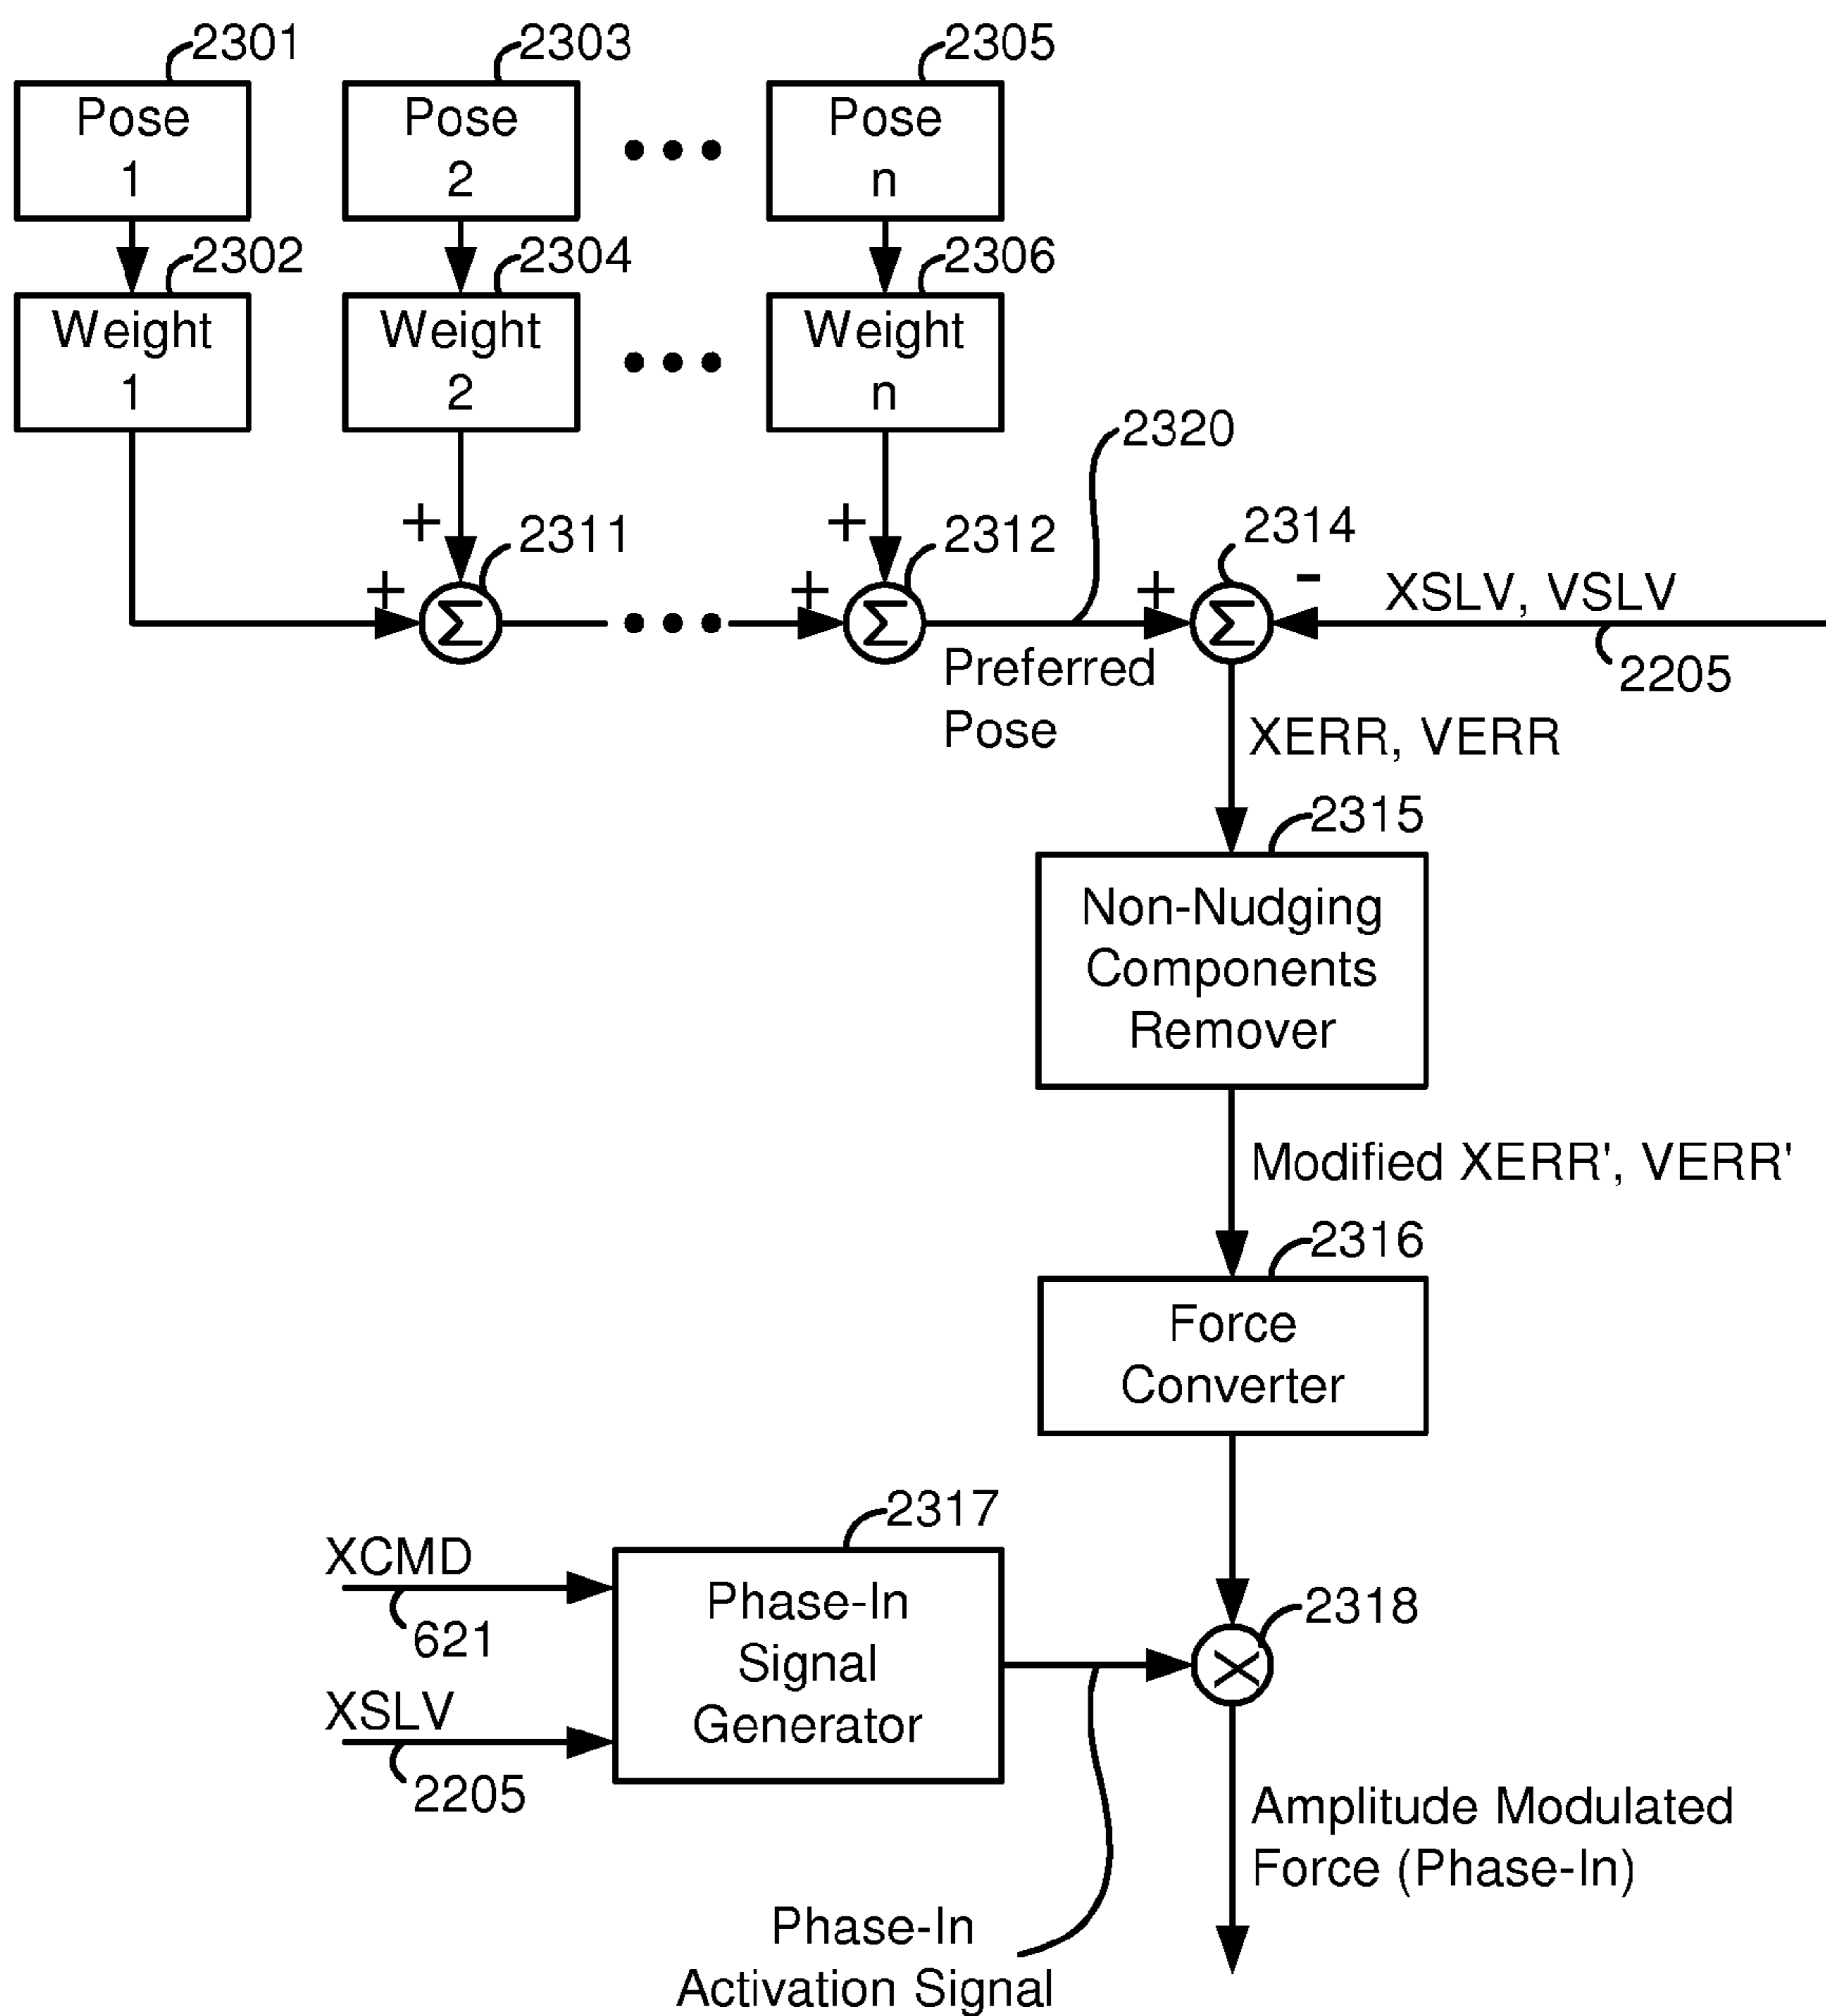 2301
2303
2305
Pose
1
Pose
2
Pose
n
2302
2304
2306
Weight
1
Weight
2
Weight
n
2320
+
2311
+
2312
2314
+
Σ
+
Σ
+
Σ
-
XSLV, VSLV
2205
Preferred
Pose
XERR, VERR
2315
Non-Nudging
Components
Remover
Modified XERR', VERR'
2316
Force
Converter
2317
XCMD
621
XSLV
2205
Phase-In
Signal
Generator
2318
X
Amplitude Modulated
Force (Phase-In)
Phase-In
Activation Signal